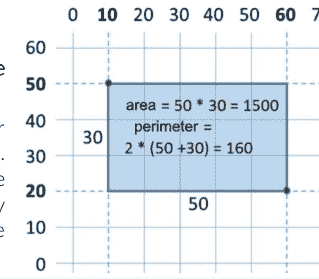 0 10 20 30 40 50 60 7
60
e
50
area = 50 * 30 = 1500
r
40
perimeter =
30
.
30
2 * (50 +30) = 160
e
20
50
y
10
e
0